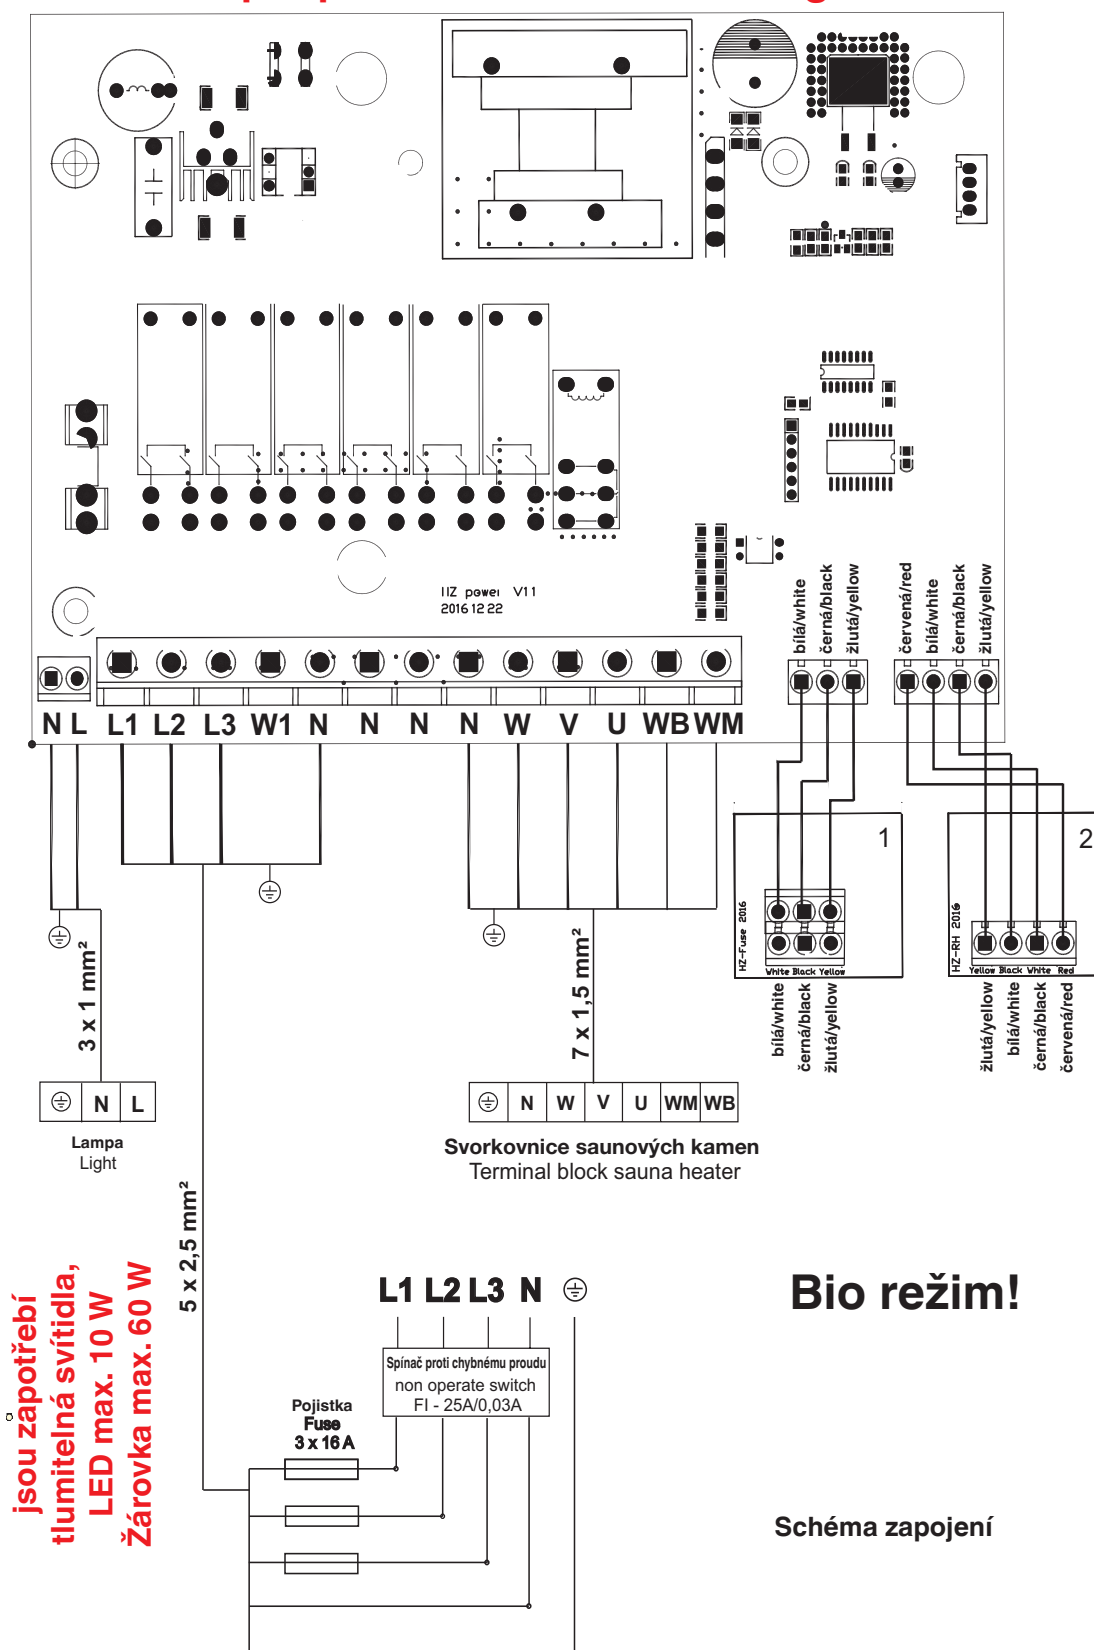 IIZ power V11
2016 12 22
bílá/white
černá/black
žlutá/yellow
červená/red
bílá/white
černá/black
žlutá/yellow
N L L1 L2 L3 W1 N N N N W V U WB WM
1
2
HZ-Fuse 2016
White Black Yellow
HZ-RH 2016
Yellow Black White Red
bílá/white
černá/black
žlutá/yellow
žlutá/yellow
bílá/white
černá/black
červená/red
3 x 1 mm²
7 x 1,5 mm²
N L
Lampa
Light
N W V U WM WB
Svorkovnice saunových kamen
Terminal block sauna heater
5 x 2,5 mm²
jsou zapotřebí
tlumitelná svítidla,
LED max. 10 W
Žárovka max. 60 W
L1 L2 L3 N
Bio režim!
Spínač proti chybnému proudu
non operate switch
FI - 25A/0,03A
Pojistka
Fuse
3 x 16 A
Schéma zapojení